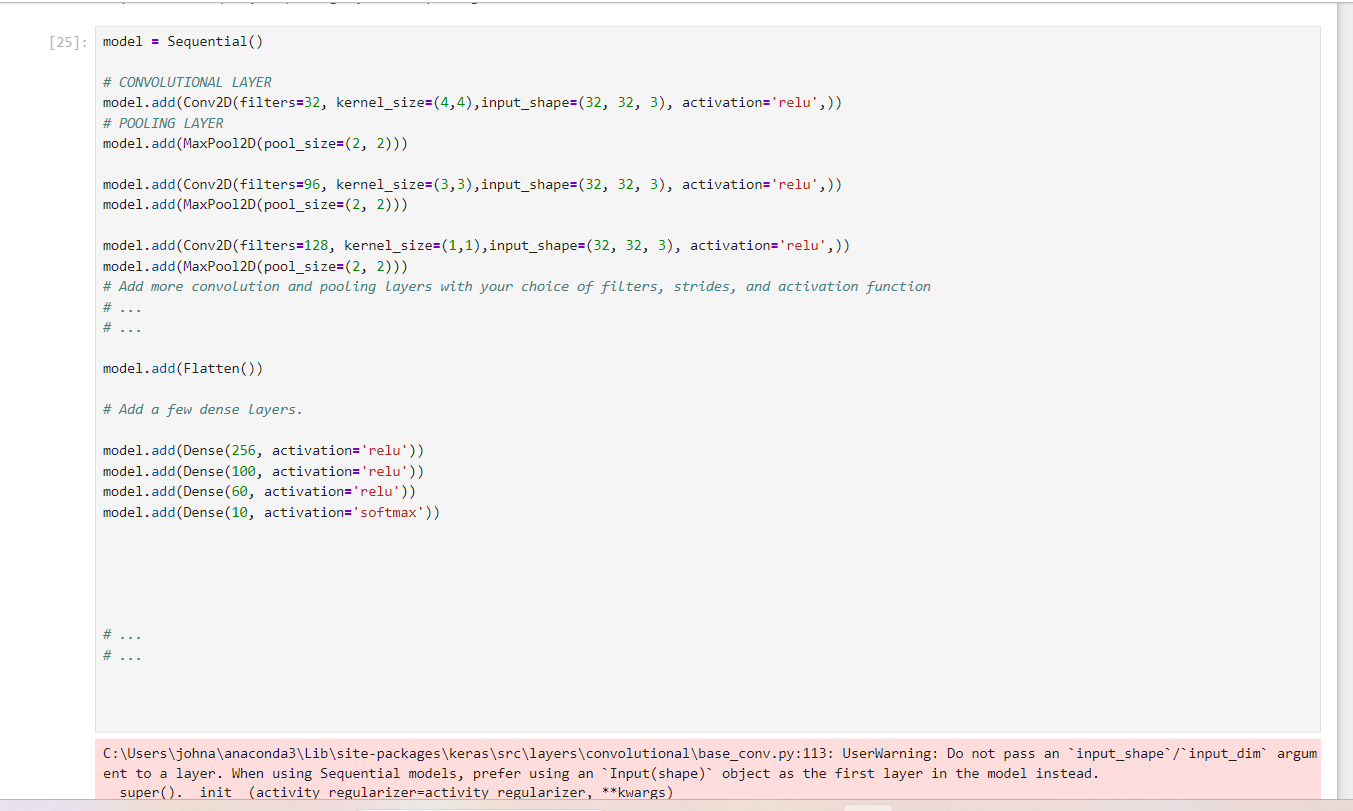 [25]: model = Sequential()
# CONVOLUTIONAL LAYER
model.add(Conv2D(filters=32, kernel_size=(4,4),input_shape=(32, 32, 3), activation='relu',))
# POOLING LAYER
model.add(MaxPool2D(pool_size=(2, 2)))
model.add(Conv2D(filters=96, kernel_size=(3,3),input_shape=(32, 32, 3), activation='relu',))
model.add(MaxPool2D(pool_size=(2, 2)))
model.add(Conv2D(filters=128, kernel_size=(1,1),input_shape=(32, 32, 3), activation='relu',))
model.add(MaxPool2D(pool_size=(2, 2)))
# Add more convolution and pooling layers with your choice of filters, strides, and activation function
# ...
# ...
model.add(Flatten())
# Add a few dense layers.
model.add(Dense(256, activation='relu'))
model.add(Dense(100, activation='relu'))
model.add(Dense(60, activation='relu'))
model.add(Dense(10, activation='softmax'))
# ...
# ...
C:\Users\johna\anaconda3\Lib\site-packages\keras\src\layers\convolutional\base_conv.py:113: UserWarning: Do not pass an `input_shape`/`input_dim` argum
ent to a layer. When using Sequential models, prefer using an `Input(shape)` object as the first layer in the model instead.
super().__init__(activity_regularizer=activity_regularizer, **kwargs)